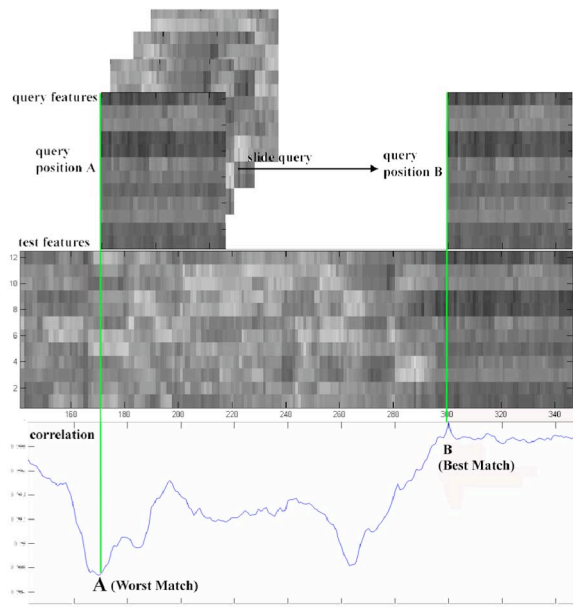 query features
query
position A
slide query
query
position B
test features
12
10
8
6
4
2
160
180
200
220
240
260
280
300
320
340
correlation
B
(Best Match)
A (Worst Match)